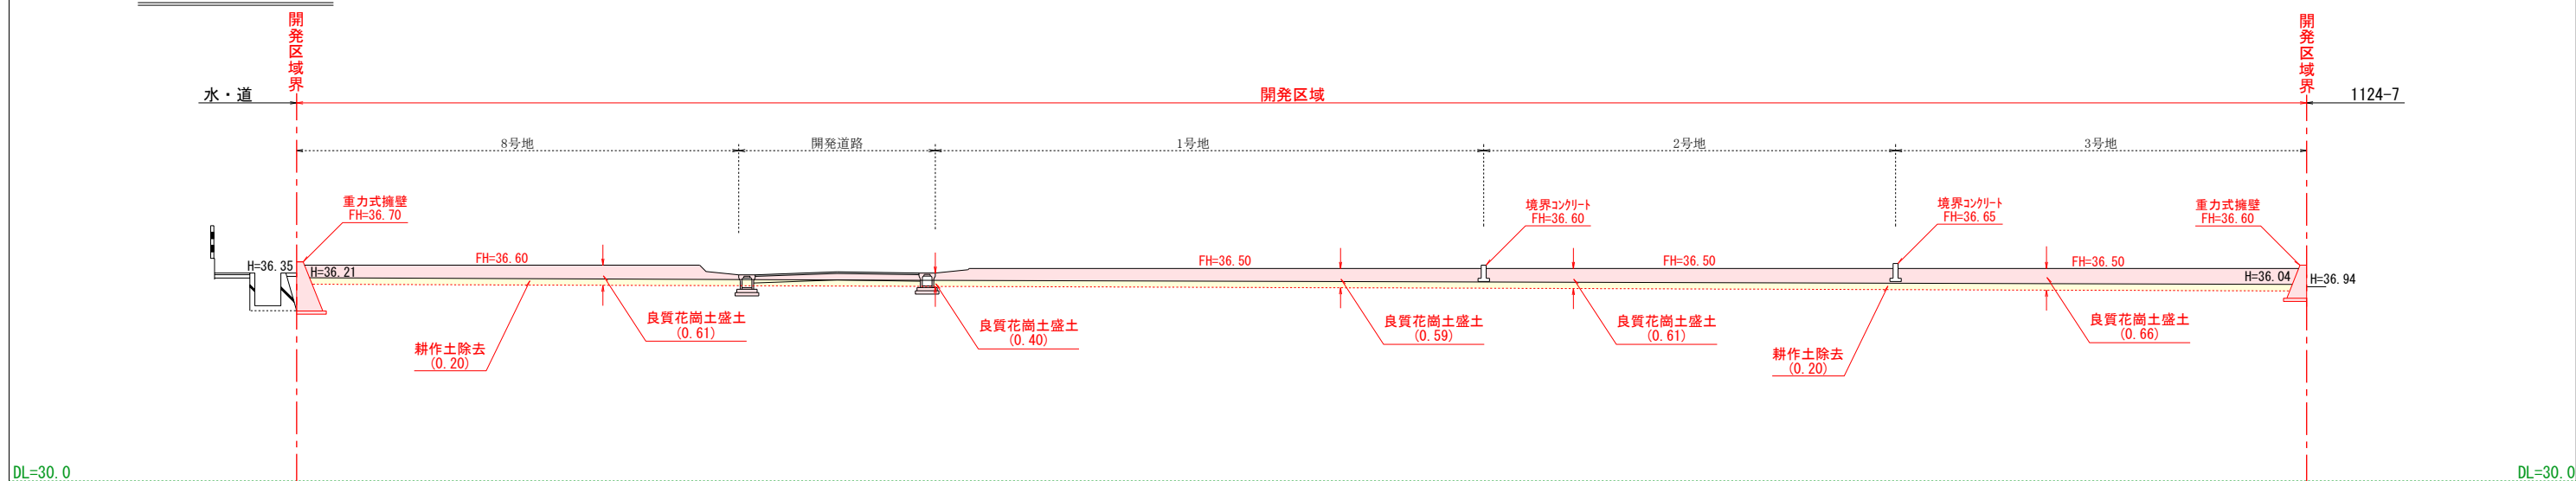 開発区域界
開発区域界
水・道
開発区域
1124-7
8号地
開発道路
1号地
2号地
3号地
重力式擁壁
FH=36.70
境界ｺﾝｸﾘｰﾄ
FH=36.60
境界ｺﾝｸﾘｰﾄ
FH=36.65
重力式擁壁
FH=36.60
H=36.35
H=36.21
FH=36.60
FH=36.50
FH=36.50
FH=36.50
H=36.04
H=36.94
耕作土除去
(0.20)
良質花崗土盛土
(0.61)
良質花崗土盛土
(0.40)
良質花崗土盛土
(0.59)
良質花崗土盛土
(0.61)
耕作土除去
(0.20)
良質花崗土盛土
(0.66)
DL=30.0
DL=30.0